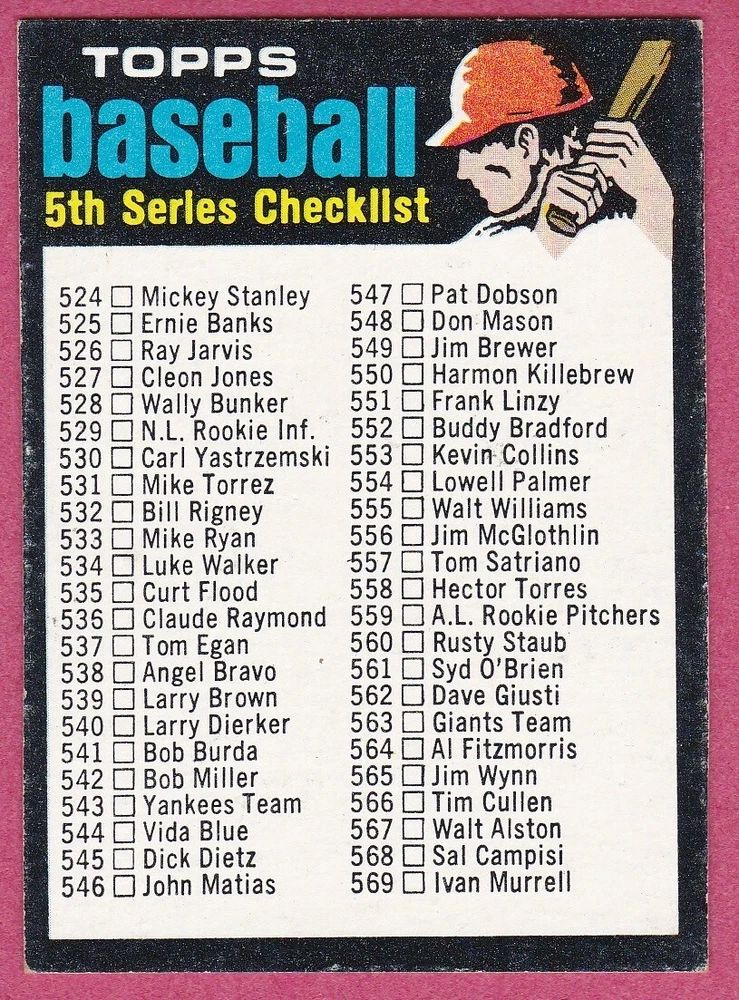 TOPPS
baseball
5th Series Checklist
524 Mickey Stanley
525 Ernie Banks
526 Ray Jarvis
527 Cleon Jones
528 Wally Bunker
529 N.L. Rookie Inf.
530 Carl Yastrzemski
531 Mike Torrez
532 Bill Rigney
533 Mike Ryan
534 Luke Walker
535 Curt Flood
536 Claude Raymond
537 Tom Egan
538 Angel Bravo
539 Larry Brown
540 Larry Dierker
541 Bob Burda
542 Bob Miller
543 Yankees Team
544 Vida Blue
545 Dick Dietz
546 John Matias
547 Pat Dobson
548 Don Mason
549 Jim Brewer
550 Harmon Killebrew
551 Frank Linzy
552 Buddy Bradford
553 Kevin Collins
554 Lowell Palmer
555 Walt Williams
556 Jim McGlothlin
557 Tom Satriano
558 Hector Torres
559 A.L. Rookie Pitchers
560 Rusty Staub
561 Syd O'Brien
562 Dave Giusti
563 Giants Team
564 Al Fitzmorris
565 Jim Wynn
566 Tim Cullen
567 Walt Alston
568 Sal Campisi
569 Ivan Murrell